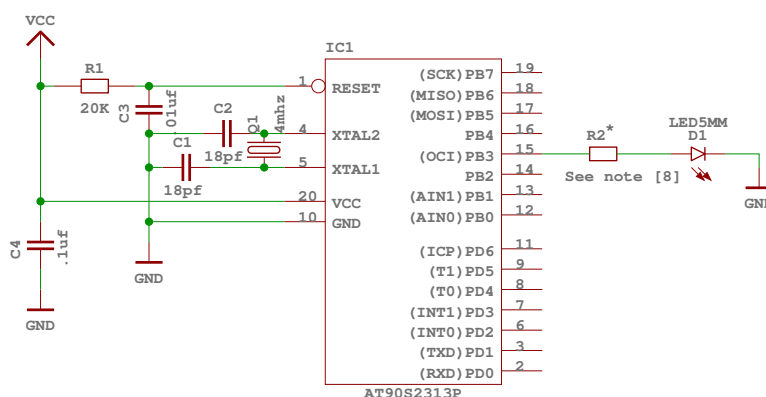 VCC
IC1
R1
20K
C3
.01uf
C2
18pf
C1
18pf
Q1
4mhz
C4
.1uf
GND
GND
1 RESET
4 XTAL2
5 XTAL1
20 VCC
10 GND
(SCK)PB7 19
(MISO)PB6 18
(MOSI)PB5 17
PB4 16
(OCI)PB3 15
PB2 14
(AIN1)PB1 13
(AIN0)PB0 12
(ICP)PD6 11
(T1)PD5 9
(T0)PD4 8
(INT1)PD3 7
(INT0)PD2 6
(TXD)PD1 3
(RXD)PD0 2
AT90S2313P
R2*
See note [8]
LED5MM
D1
GND